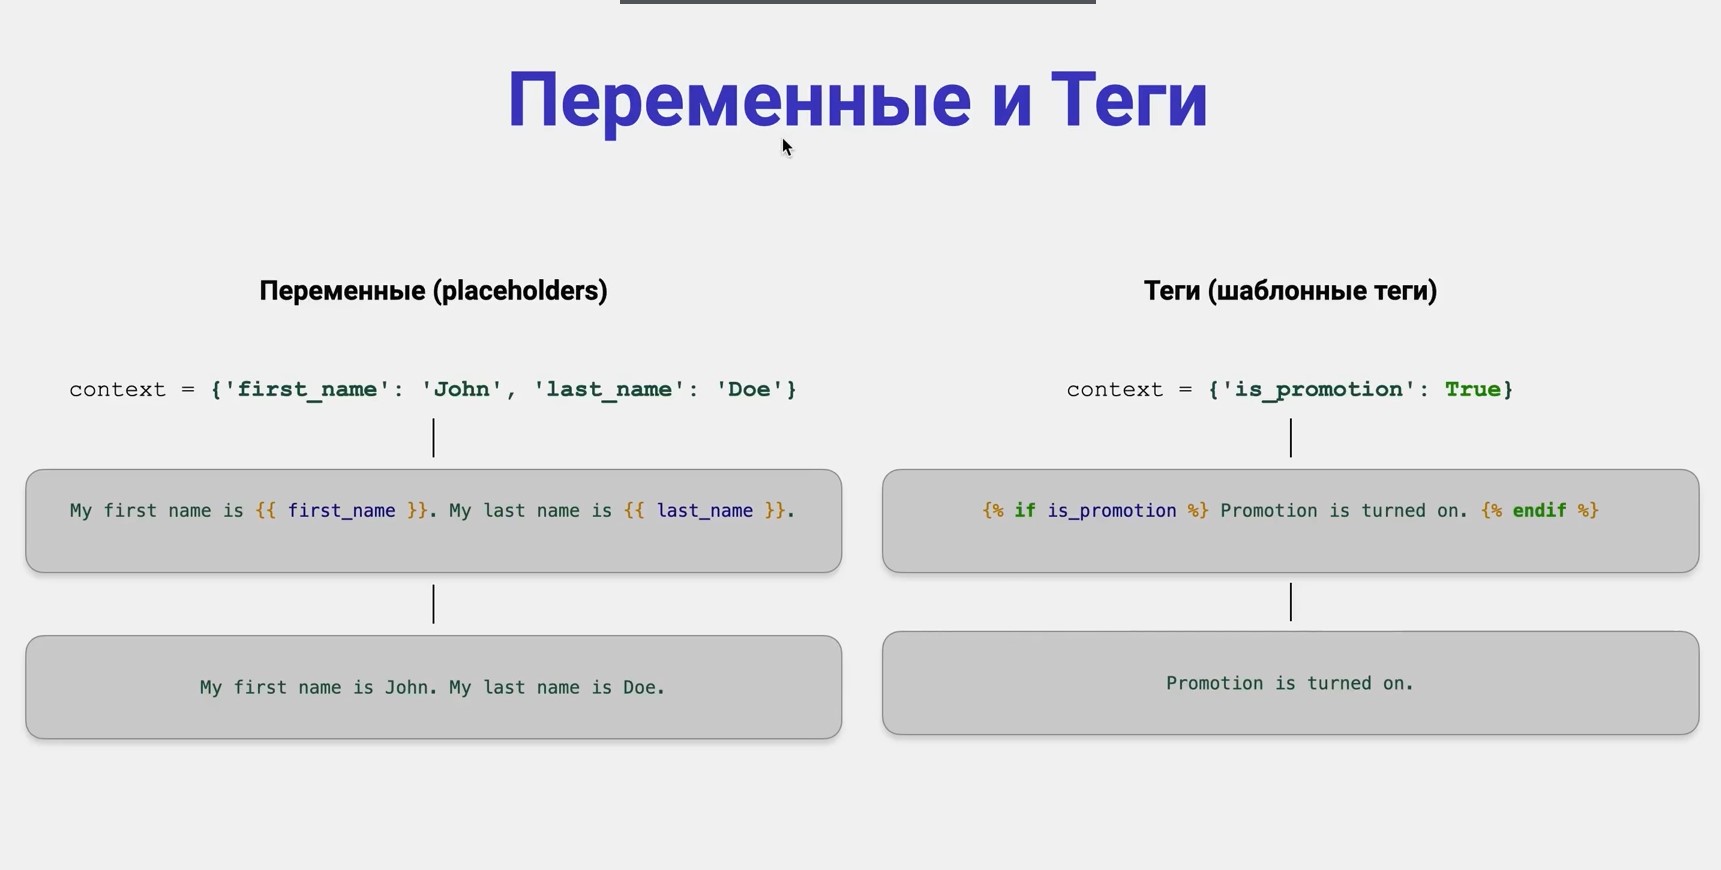 Переменные и Теги
Переменные (placeholders)
context = {'first_name': 'John', 'last_name': 'Doe'}
My first name is {{ first_name }}. My last name is {{ last_name }}.
My first name is John. My last name is Doe.
Теги (шаблонные теги)
context = {'is_promotion': True}
{% if is_promotion %} Promotion is turned on. {% endif %}
Promotion is turned on.